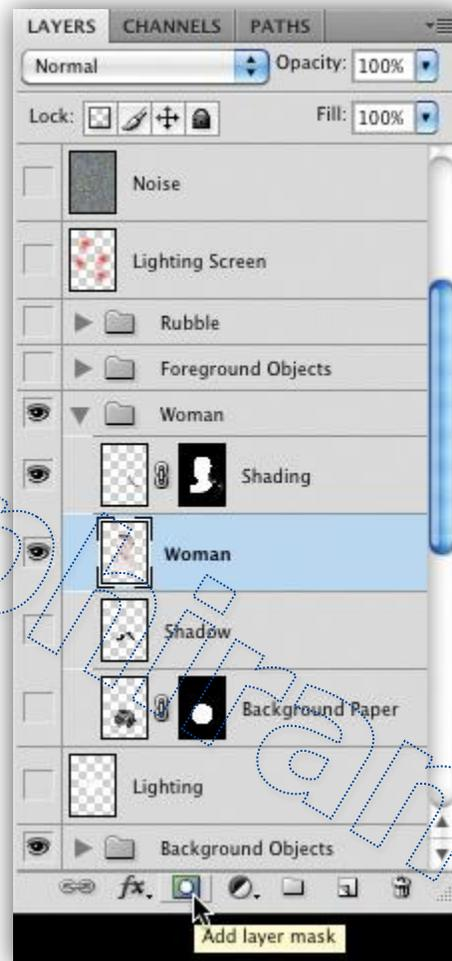 LAYERS CHANNELS PATHS
Normal Opacity: 100%
Lock: Fill: 100%
Noise
Lighting Screen
Rubble
Foreground Objects
Woman
Shading
Woman
Shadow
Background Paper
Lighting
Background Objects
fx.
Add layer mask